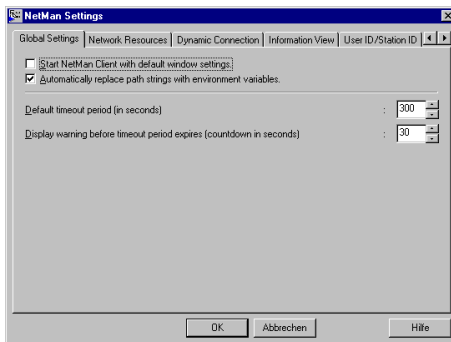 NetMan Settings
Global Settings Network Resources Dynamic Connection Information View User ID/Station ID
Start NetMan Client with default window settings.
Automatically replace path strings with environment variables.
Default timeout period (in seconds) : 300
Display warning before timeout period expires (countdown in seconds) : 30
OK Abbrechen Hilfe